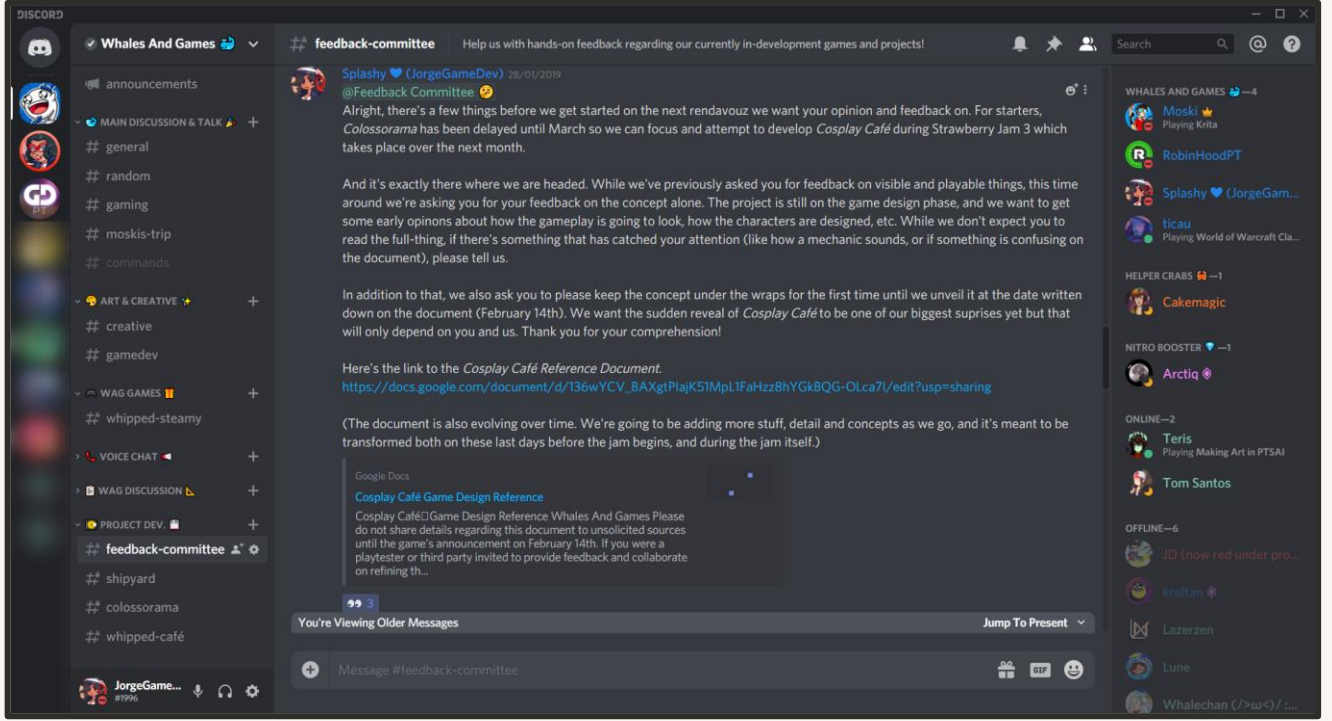 DISCORD
Whales And Games
announcements
MAIN DISCUSSION & TALK
general
random
gaming
moskis-trip
commands
ART & CREATIVE
creative
gamedev
WAG GAMES
whipped-steamy
VOICE CHAT
WAG DISCUSSION
PROJECT DEV.
feedback-committee
shipyard
colossorama
whipped-café
JorgeGame...
#1996
GD
PT
feedback-committee
Help us with hands-on feedback regarding our currently in-development games and projects!
Search
Splashy 💙 (JorgeGameDev) 28/01/2019
@Feedback Committee 🤔
Alright, there's a few things before we get started on the next rendavouz we want your opinion and feedback on. For starters,
Colossorama has been delayed until March so we can focus and attempt to develop Cosplay Café during Strawberry Jam 3 which
takes place over the next month.
And it's exactly there where we are headed. While we've previously asked you for feedback on visible and playable things, this time
around we're asking you for your feedback on the concept alone. The project is still on the game design phase, and we want to get
some early opinons about how the gameplay is going to look, how the characters are designed, etc. While we don't expect you to
read the full-thing, if there's something that has catched your attention (like how a mechanic sounds, or if something is confusing on
the document), please tell us.
In addition to that, we also ask you to please keep the concept under the wraps for the first time until we unveil it at the date written
down on the document (February 14th). We want the sudden reveal of Cosplay Café to be one of our biggest suprises yet but that
will only depend on you and us. Thank you for your comprehension!
Here's the link to the Cosplay Café Reference Document.
https://docs.google.com/document/d/136wYCV_BAXgtPlajK51MpL1FaHzz8hYGkBQG-OLca7I/edit?usp=sharing
(The document is also evolving over time. We're going to be adding more stuff, detail and concepts as we go, and it's meant to be
transformed both on these last days before the jam begins, and during the jam itself.)
Google Docs
Cosplay Café Game Design Reference
Cosplay Café□Game Design Reference Whales And Games Please
do not share details regarding this document to unsolicited sources
until the game's announcement on February 14th. If you were a
playtester or third party invited to provide feedback and collaborate
on refining th...
3
You're Viewing Older Messages
Jump To Present
Message #feedback-committee
GIF
WHALES AND GAMES 🐳—4
Moski
Playing Krita
RobinHoodPT
Splashy 💙 (JorgeGam...
ticau
Playing World of Warcraft Cla...
HELPER CRABS 🦀—1
Cakemagic
NITRO BOOSTER 💎—1
Arctiq
ONLINE—2
Teris
Playing Making Art in PTSAI
Tom Santos
OFFLINE—6
JD (now red under pro...
kroltan
Lazerzen
Lune
Whalechan (/>ω<)/ :...